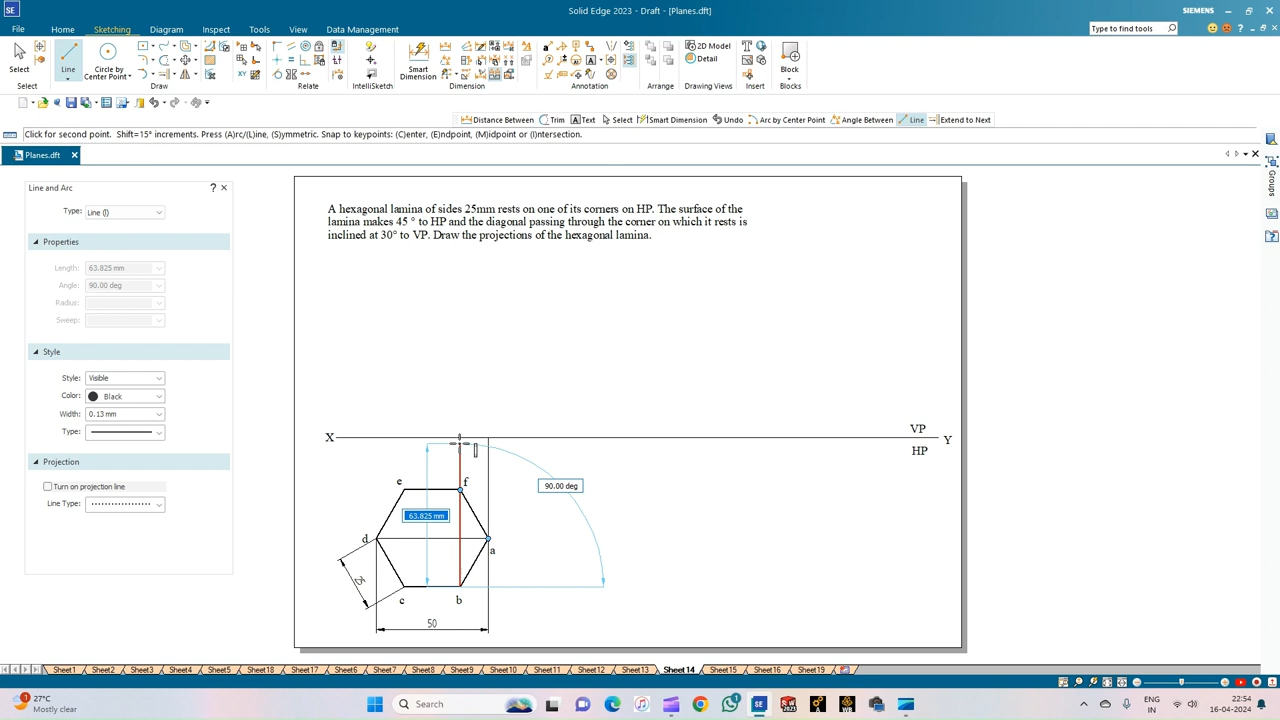 Solid Edge 2023 - Draft - [Planes.dft]
SIEMENS
File Home Sketching Diagram Inspect Tools View Data Management
Type to find tools
Select
Line
Circle by Center Point
Smart Dimension
2D Model
Detail
Block
Select Draw Relate IntelliSketch Dimension Annotation Arrange Drawing Views Insert Blocks
Distance Between Trim Text Select Smart Dimension Undo Arc by Center Point Angle Between Line Extend to Next
Click for second point. Shift=15° increments. Press (A)rc/(L)ine, (S)ymmetric. Snap to keypoints: (C)enter, (E)ndpoint, (M)idpoint or (I)ntersection.
Planes.dft
Groups
Line and Arc
Type: Line (l)
Properties
Length: 63.825 mm
Angle: 90.00 deg
Radius:
Sweep:
Style
Style: Visible
Color: Black
Width: 0.13 mm
Type:
Projection
Turn on projection line
Line Type:
A hexagonal lamina of sides 25mm rests on one of its corners on HP. The surface of the
lamina makes 45 ° to HP and the diagonal passing through the corner on which it rests is
inclined at 30° to VP. Draw the projections of the hexagonal lamina.
VP
X Y
HP
e f
90.00 deg
63.825 mm
d a
25
c b
50
Sheet1 Sheet2 Sheet3 Sheet4 Sheet5 Sheet18 Sheet17 Sheet6 Sheet7 Sheet8 Sheet9 Sheet10 Sheet11 Sheet12 Sheet13 Sheet14 Sheet15 Sheet16 Sheet19
27°C
Mostly clear
Search
ENG
IN
22:54
16-04-2024